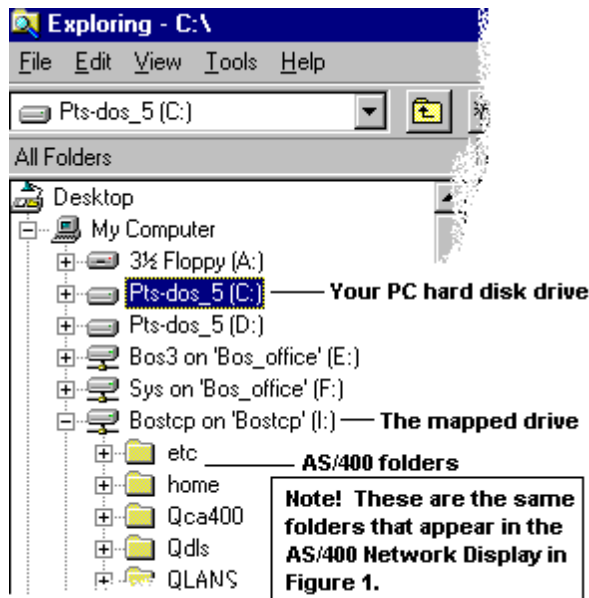 Exploring - C:\
File Edit View Tools Help
Pts-dos_5 (C:)
All Folders
Desktop
My Computer
3½ Floppy (A:)
Pts-dos_5 (C:) Your PC hard disk drive
Pts-dos_5 (D:)
Bos3 on 'Bos_office' (E:)
Sys on 'Bos_office' (F:)
Bostcp on 'Bostcp' (I:) The mapped drive
etc AS/400 folders
home
Qca400
Qdls
QLANS
Note! These are the same
folders that appear in the
AS/400 Network Display in
Figure 1.